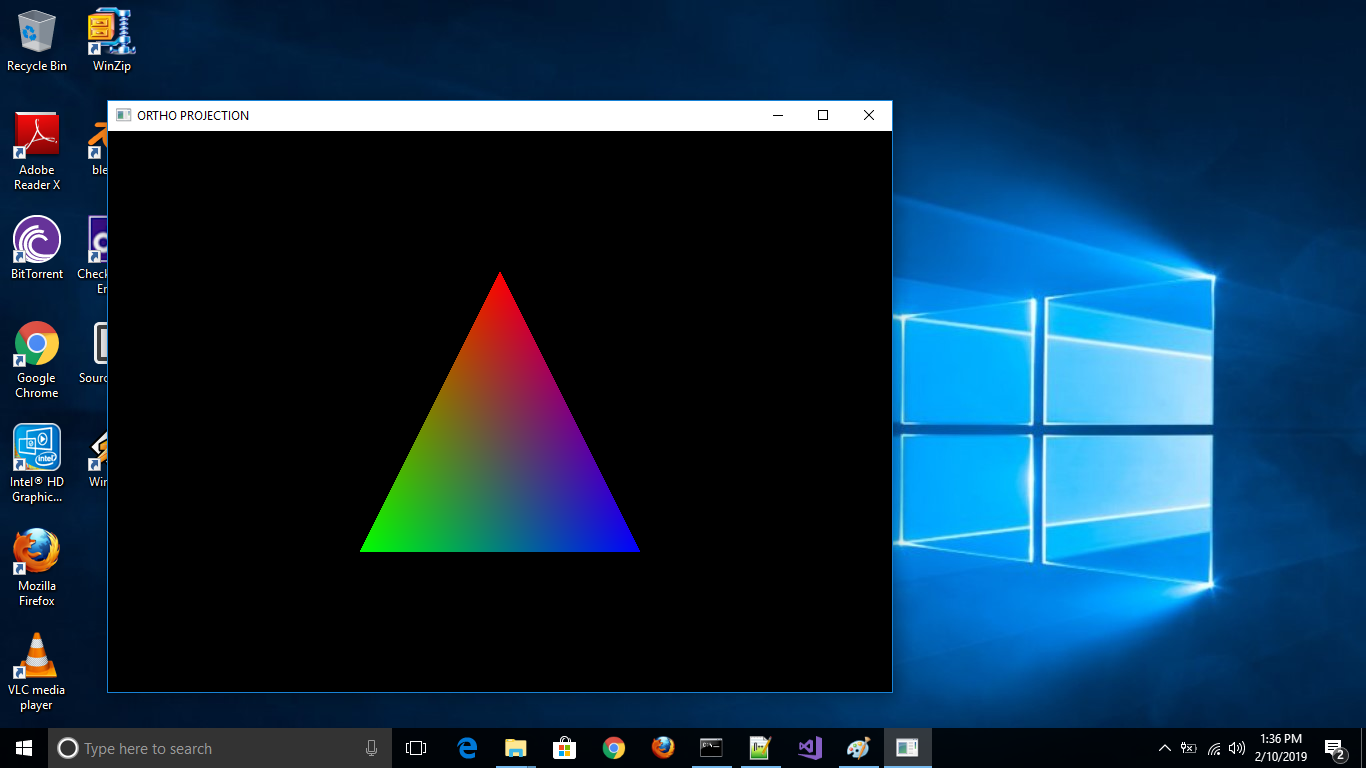 Recycle Bin
WinZip
ORTHO PROJECTION
Adobe
Reader X
ble
BitTorrent
Check
Er
Google
Chrome
Sourc
Intel® HD
Graphic...
Win
Mozilla
Firefox
VLC media
player
Type here to search
1:36 PM
2/10/2019
2